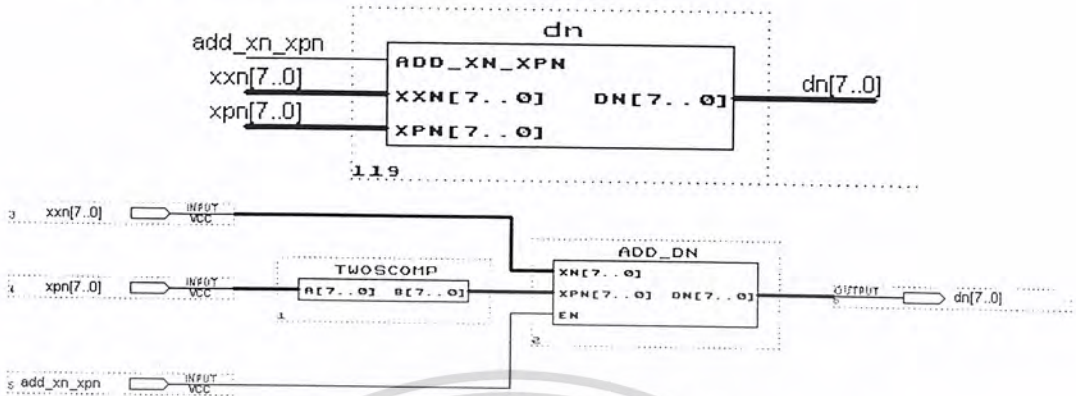 dn
add_xn_xpn
ADD_XN_XPN
xxn[7..0]
XXN[7..0]
DN[7..0]
dn[7..0]
xpn[7..0]
XPN[7..0]
119
3 xxn[7..0] INPUT VCC
ADD_DN
XN[7..0]
TWOSCOMP
4 xpn[7..0] INPUT VCC
A[7..0] B[7..0]
1
XPN[7..0] DN[7..0]
OUTPUT
dn[7..0]
EN
2
5 add_xn_xpn INPUT VCC